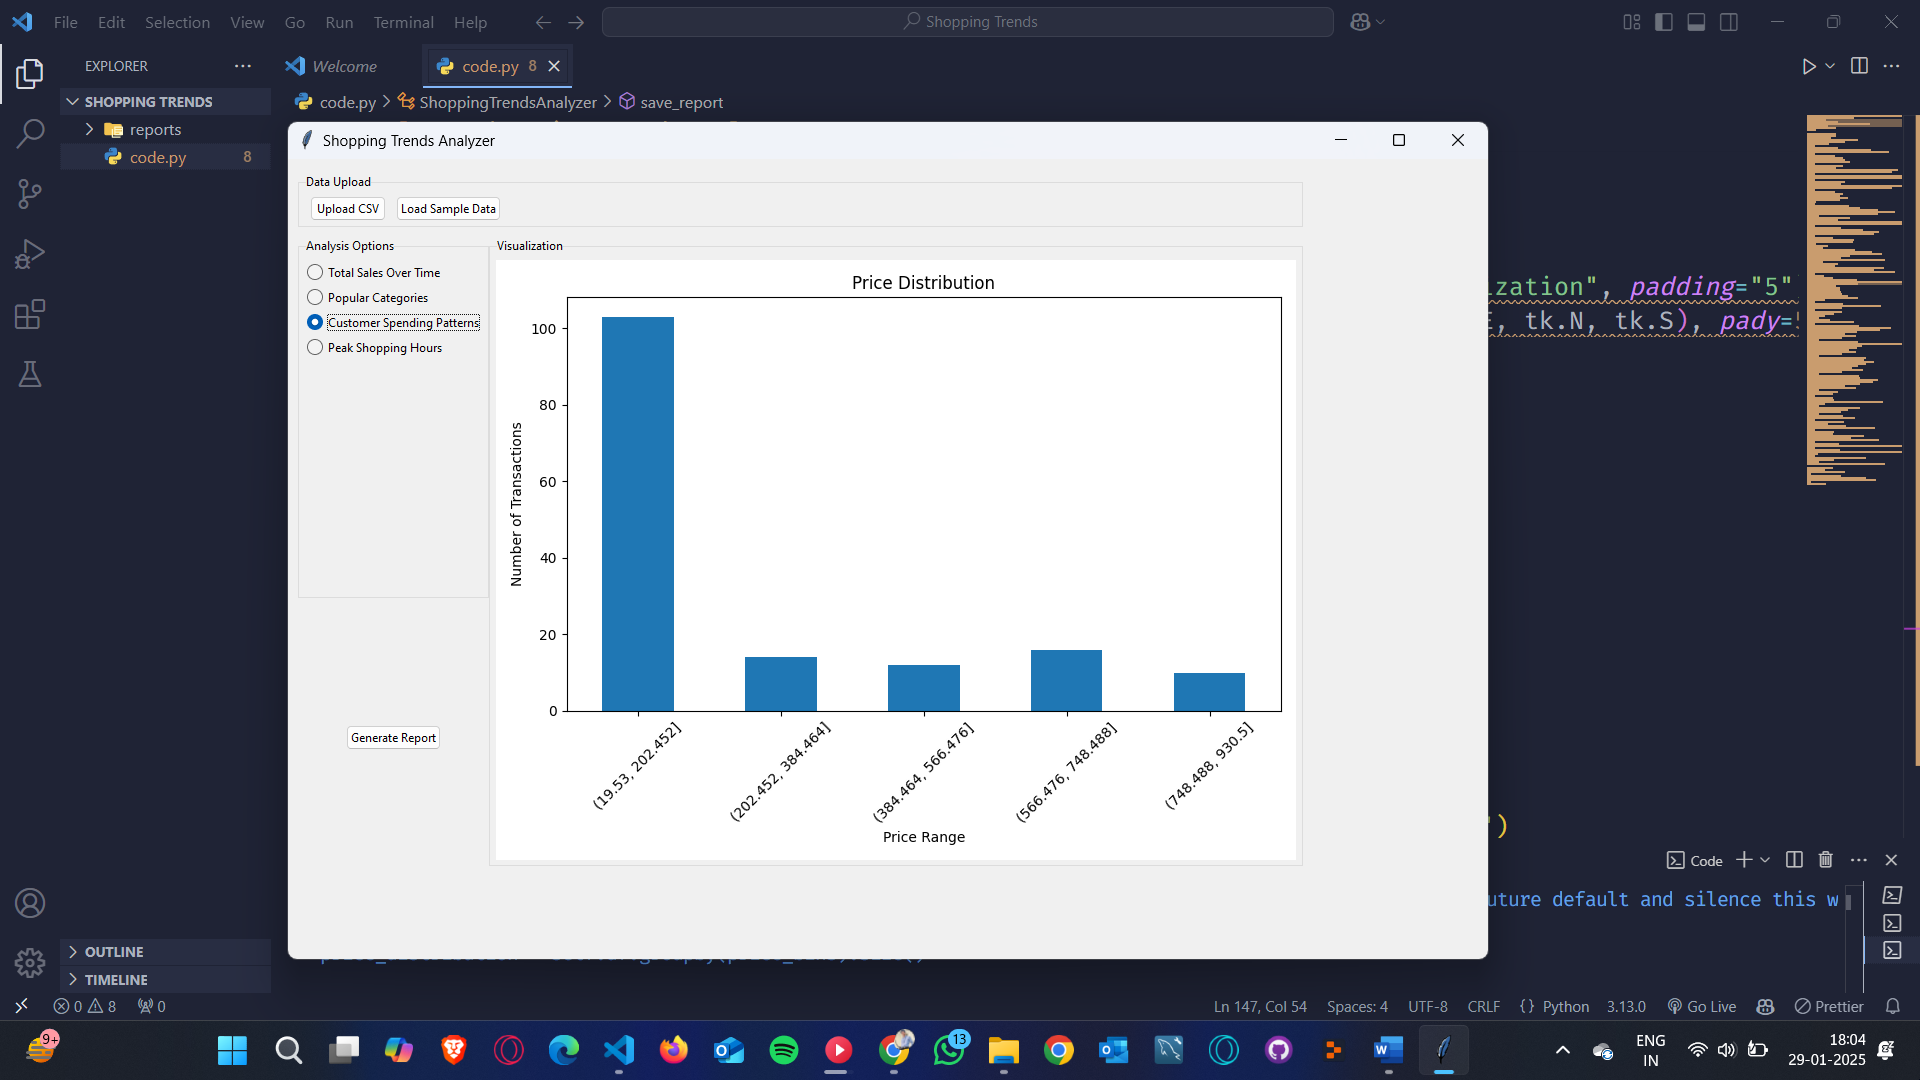 File Edit Selection View Go Run Terminal Help
Shopping Trends
EXPLORER
Welcome
code.py 8
SHOPPING TRENDS
reports
code.py 8
code.py > ShoppingTrendsAnalyzer > save_report
Shopping Trends Analyzer
Data Upload
Upload CSV
Load Sample Data
Analysis Options
Total Sales Over Time
Popular Categories
Customer Spending Patterns
Peak Shopping Hours
Generate Report
Visualization
Price Distribution
Number of Transactions
100
80
60
40
20
0
(19.53, 202.452]
(202.452, 384.464]
(384.464, 566.476]
(566.476, 748.488]
(748.488, 930.5]
Price Range
ization", padding="5"
, tk.N, tk.S), pady=
')
Code
uture default and silence this w
OUTLINE
TIMELINE
0 8 0
Ln 147, Col 54 Spaces: 4 UTF-8 CRLF {} Python 3.13.0 Go Live Prettier
9+
13
ENG
IN
18:04
29-01-2025